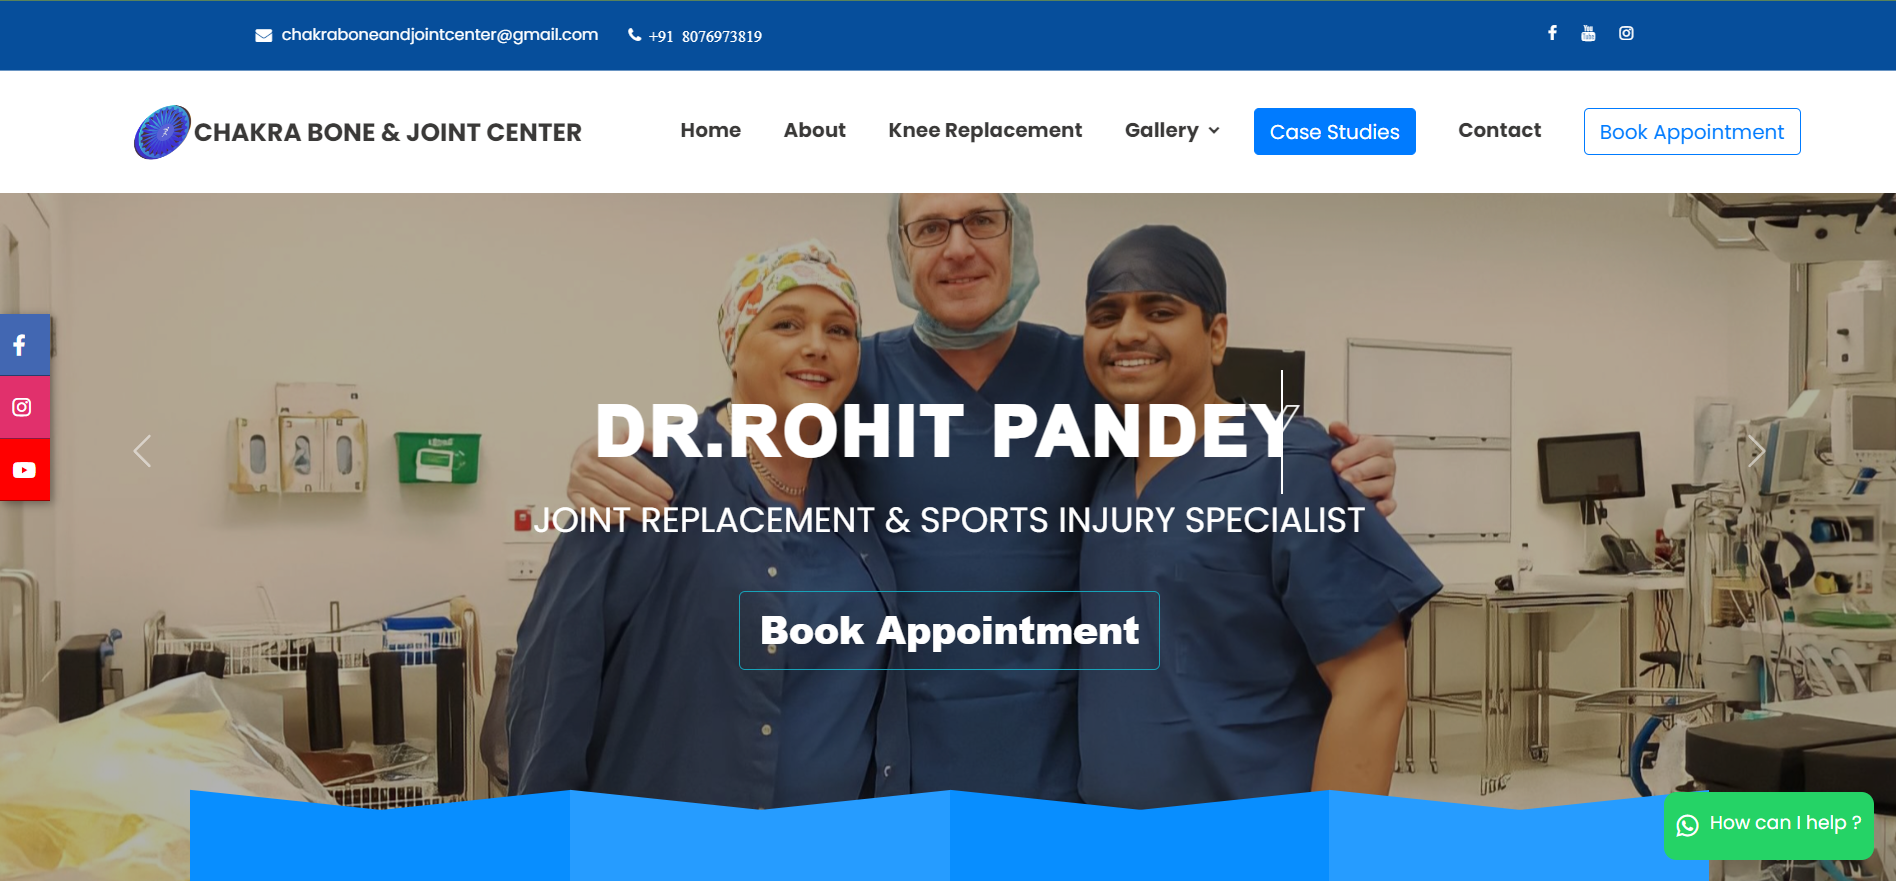 chakraboneandjointcenter@gmail.com
+91 8076973819
CHAKRA BONE & JOINT CENTER
Home
About
Knee Replacement
Gallery
Case Studies
Contact
Book Appointment
DR.ROHIT PANDEY
JOINT REPLACEMENT & SPORTS INJURY SPECIALIST
Book Appointment
How can I help ?